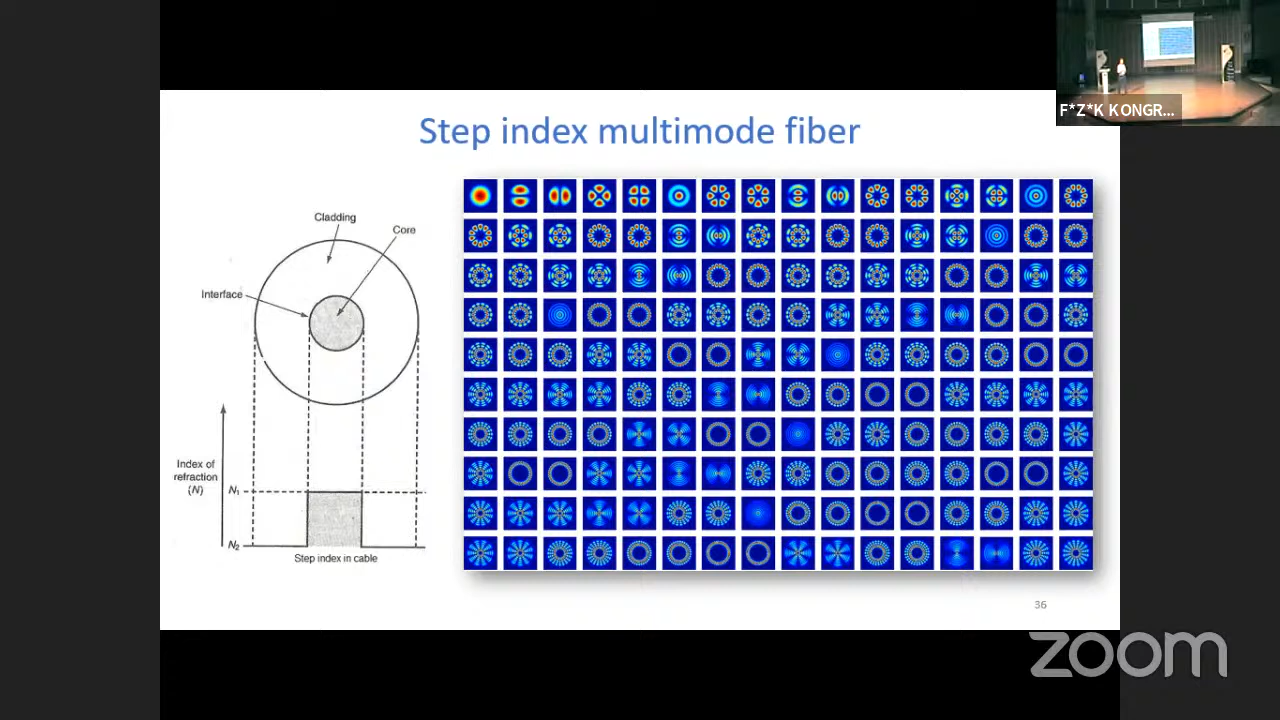 F*Z*K KONGR...
Step index multimode fiber
Cladding
Core
Interface
Index of
refraction
(N)
N₁
N₂
Step index in cable
36
zoom